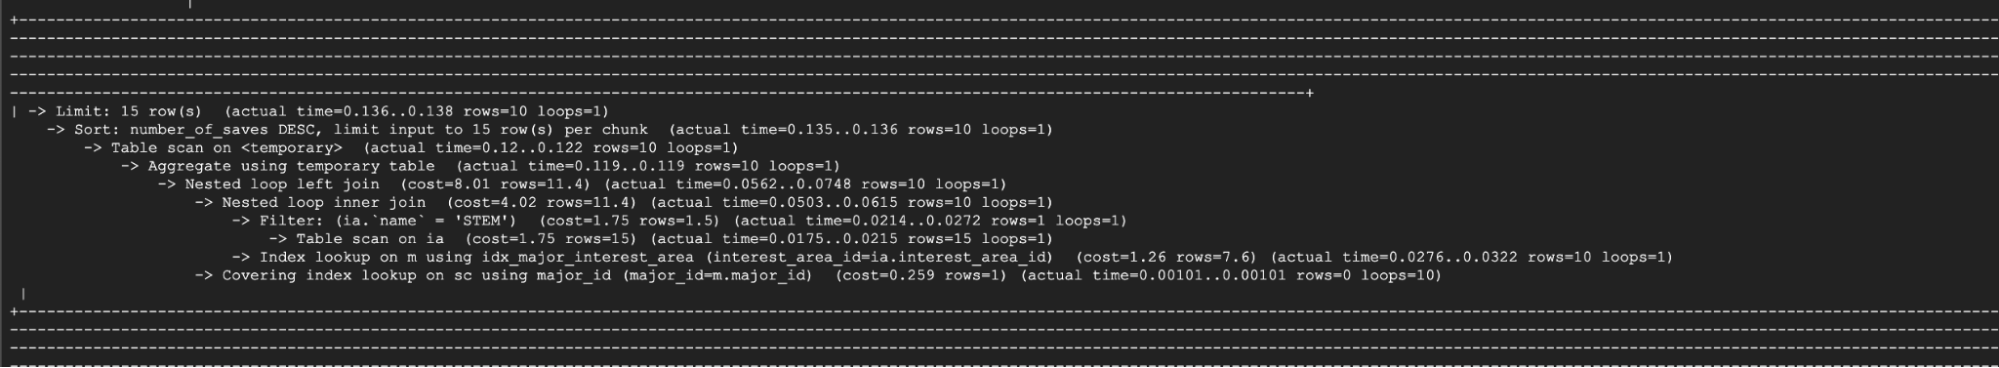 | -> Limit: 15 row(s)  (actual time=0.136..0.138 rows=10 loops=1)
-> Sort: number_of_saves DESC, limit input to 15 row(s) per chunk  (actual time=0.135..0.136 rows=10 loops=1)
-> Table scan on <temporary>  (actual time=0.12..0.122 rows=10 loops=1)
-> Aggregate using temporary table  (actual time=0.119..0.119 rows=10 loops=1)
-> Nested loop left join  (cost=8.01 rows=11.4) (actual time=0.0562..0.0748 rows=10 loops=1)
-> Nested loop inner join  (cost=4.02 rows=11.4) (actual time=0.0503..0.0615 rows=10 loops=1)
-> Filter: (ia.`name` = 'STEM')  (cost=1.75 rows=1.5) (actual time=0.0214..0.0272 rows=1 loops=1)
-> Table scan on ia  (cost=1.75 rows=15) (actual time=0.0175..0.0215 rows=15 loops=1)
-> Index lookup on m using idx_major_interest_area (interest_area_id=ia.interest_area_id)  (cost=1.26 rows=7.6) (actual time=0.0276..0.0322 rows=10 loops=1)
-> Covering index lookup on sc using major_id (major_id=m.major_id)  (cost=0.259 rows=1) (actual time=0.00101..0.00101 rows=0 loops=10)
|